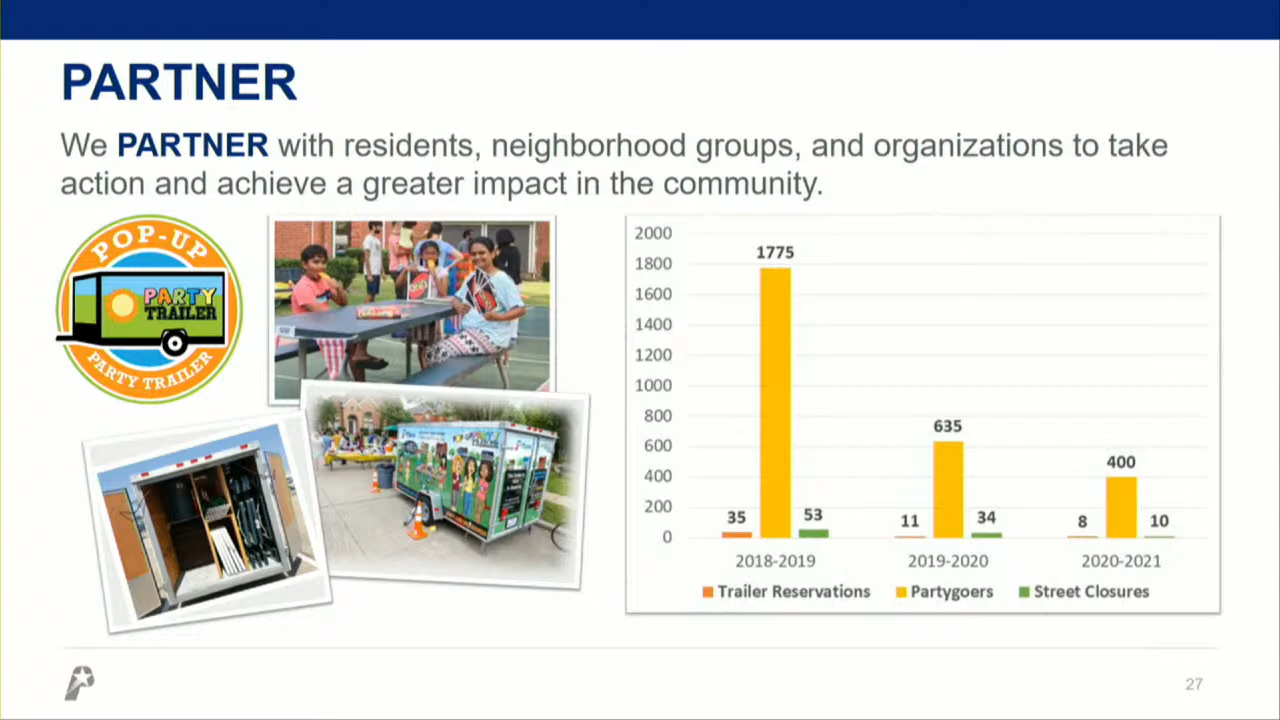 PARTNER
We PARTNER with residents, neighborhood groups, and organizations to take
action and achieve a greater impact in the community.
POP-UP
PARTY
TRAILER
PARTY TRAILER
2000
1800
1600
1400
1200
1000
800
600
400
200
0
1775
635
400
35
53
11
34
8
10
2018-2019
2019-2020
2020-2021
Trailer Reservations
Partygoers
Street Closures
27